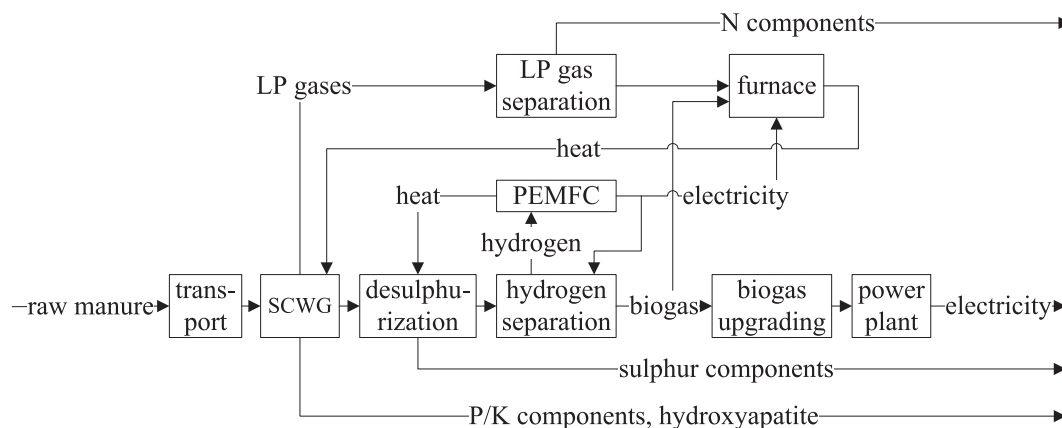 N components
LP gases
LP gas
separation
furnace
heat
heat
PEMFC
electricity
hydrogen
raw manure
trans-
port
SCWG
desulphu-
rization
hydrogen
separation
biogas
biogas
upgrading
power
plant
electricity
sulphur components
P/K components, hydroxyapatite